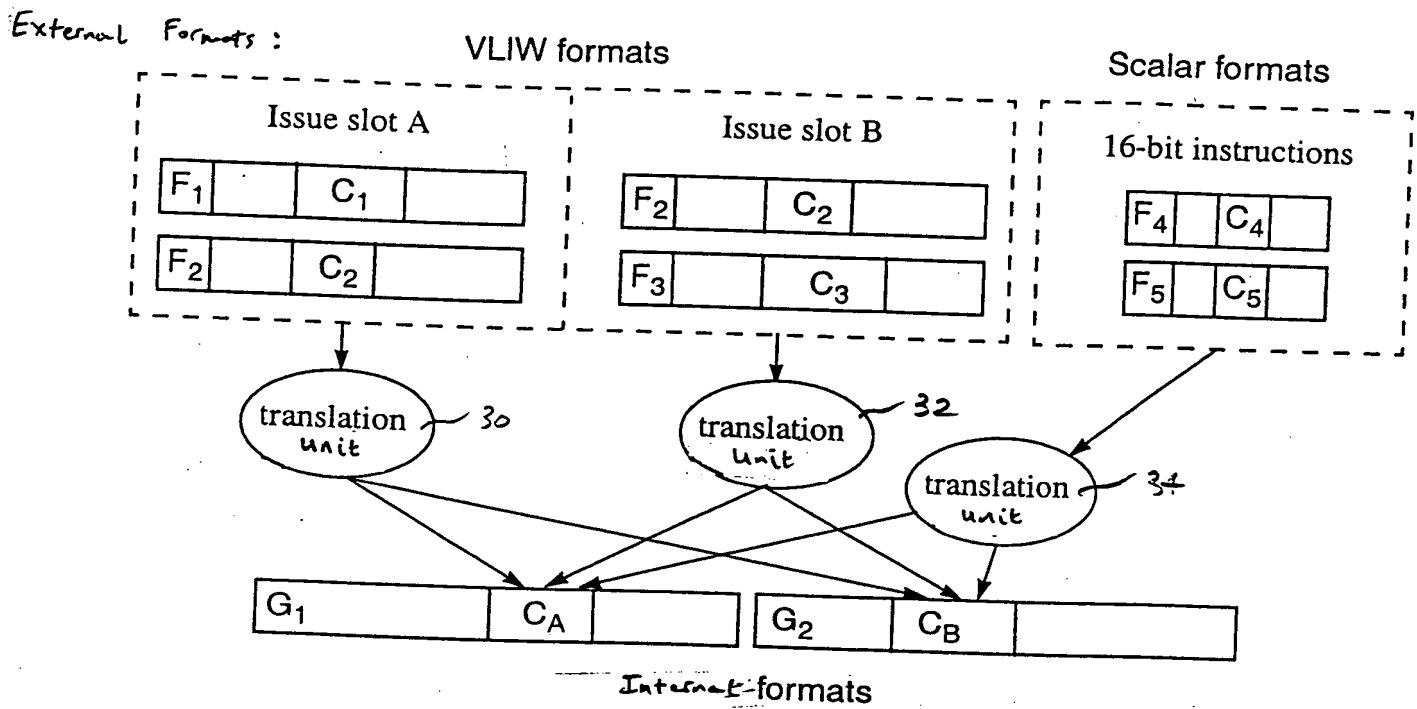 External Formats :
VLIW formats
Scalar formats
Issue slot A
Issue slot B
16-bit instructions
F1 C1
F2 C2
F2 C2
F3 C3
F4 C4
F5 C5
translation
unit
30
translation
unit
32
translation
unit
34
G1 CA
G2 CB
Internal formats